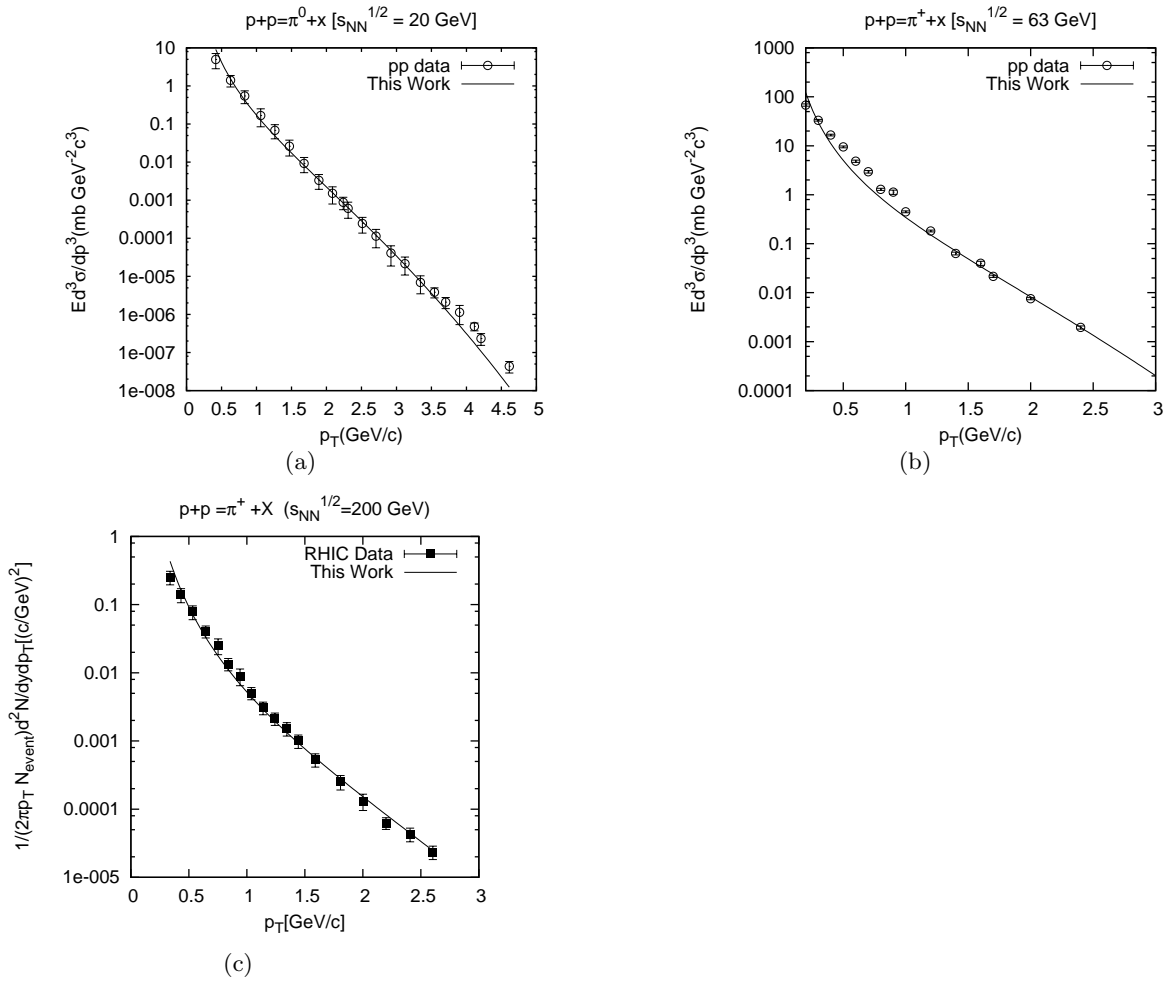 p+p=π⁰+x [s_NN^1/2 = 20 GeV]
Ed³σ/dp³(mb GeV⁻²c³)
10
1
0.1
0.01
0.001
0.0001
1e-005
1e-006
1e-007
1e-008
pp data
This Work
0 0.5 1 1.5 2 2.5 3 3.5 4 4.5 5
p_T(GeV/c)
(a)
p+p=π⁺+x [s_NN^1/2 = 63 GeV]
Ed³σ/dp³(mb GeV⁻²c³)
1000
100
10
1
0.1
0.01
0.001
0.0001
pp data
This Work
0.5 1 1.5 2 2.5 3
p_T(GeV/c)
(b)
p+p =π⁺ +X (s_NN^1/2=200 GeV)
1/(2πp_T N_event)d²N/dydp_T[(c/GeV)²]
1
0.1
0.01
0.001
0.0001
1e-005
RHIC Data
This Work
0 0.5 1 1.5 2 2.5 3
p_T[GeV/c]
(c)